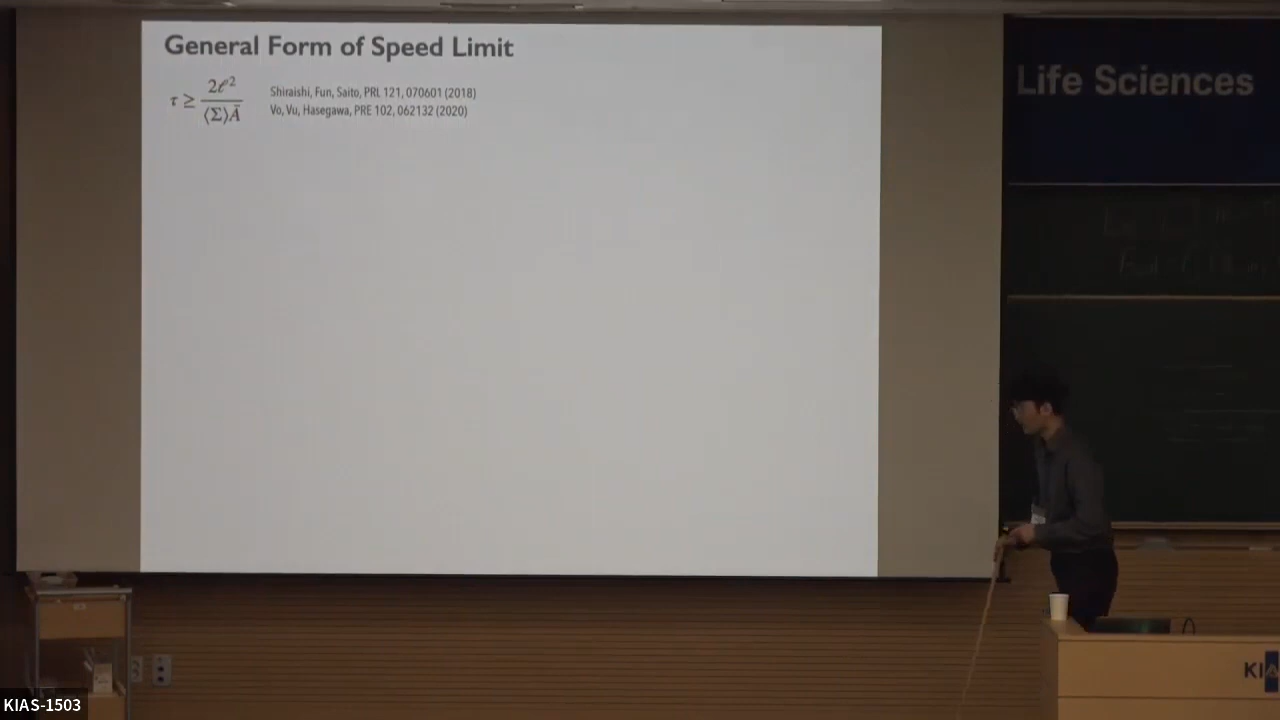 General Form of Speed Limit
τ ≥ 2ℓ² / ⟨Σ⟩Ā
Shiraishi, Fun, Saito, PRL 121, 070601 (2018)
Vo, Vu, Hasegawa, PRE 102, 062132 (2020)
Life Sciences
KIAS-1503